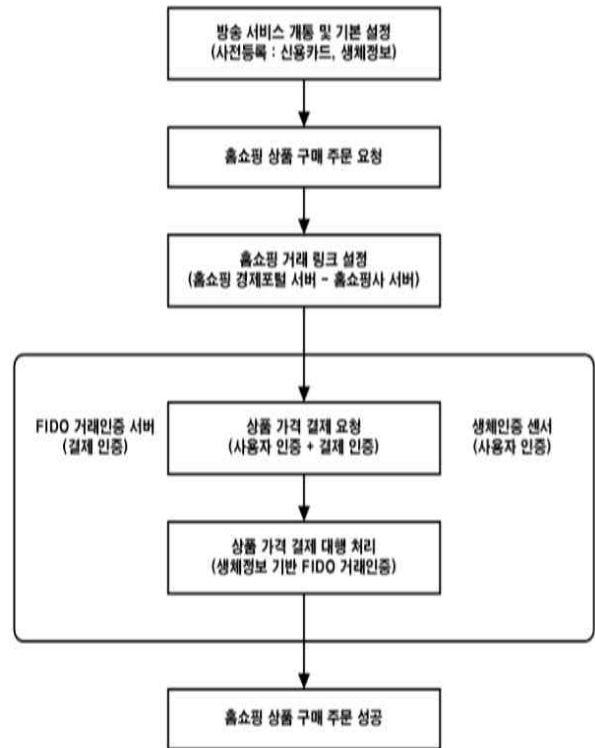 방송 서비스 개통 및 기본 설정
(사전등록 : 신용카드, 생체정보)
홈쇼핑 상품 구매 주문 요청
홈쇼핑 거래 링크 설정
(홈쇼핑 경제포털 서버 - 홈쇼핑사 서버)
FIDO 거래인증 서버
(결제 인증)
상품 가격 결제 요청
(사용자 인증 + 결제 인증)
생체인증 센서
(사용자 인증)
상품 가격 결제 대행 처리
(생체정보 기반 FIDO 거래인증)
홈쇼핑 상품 구매 주문 성공